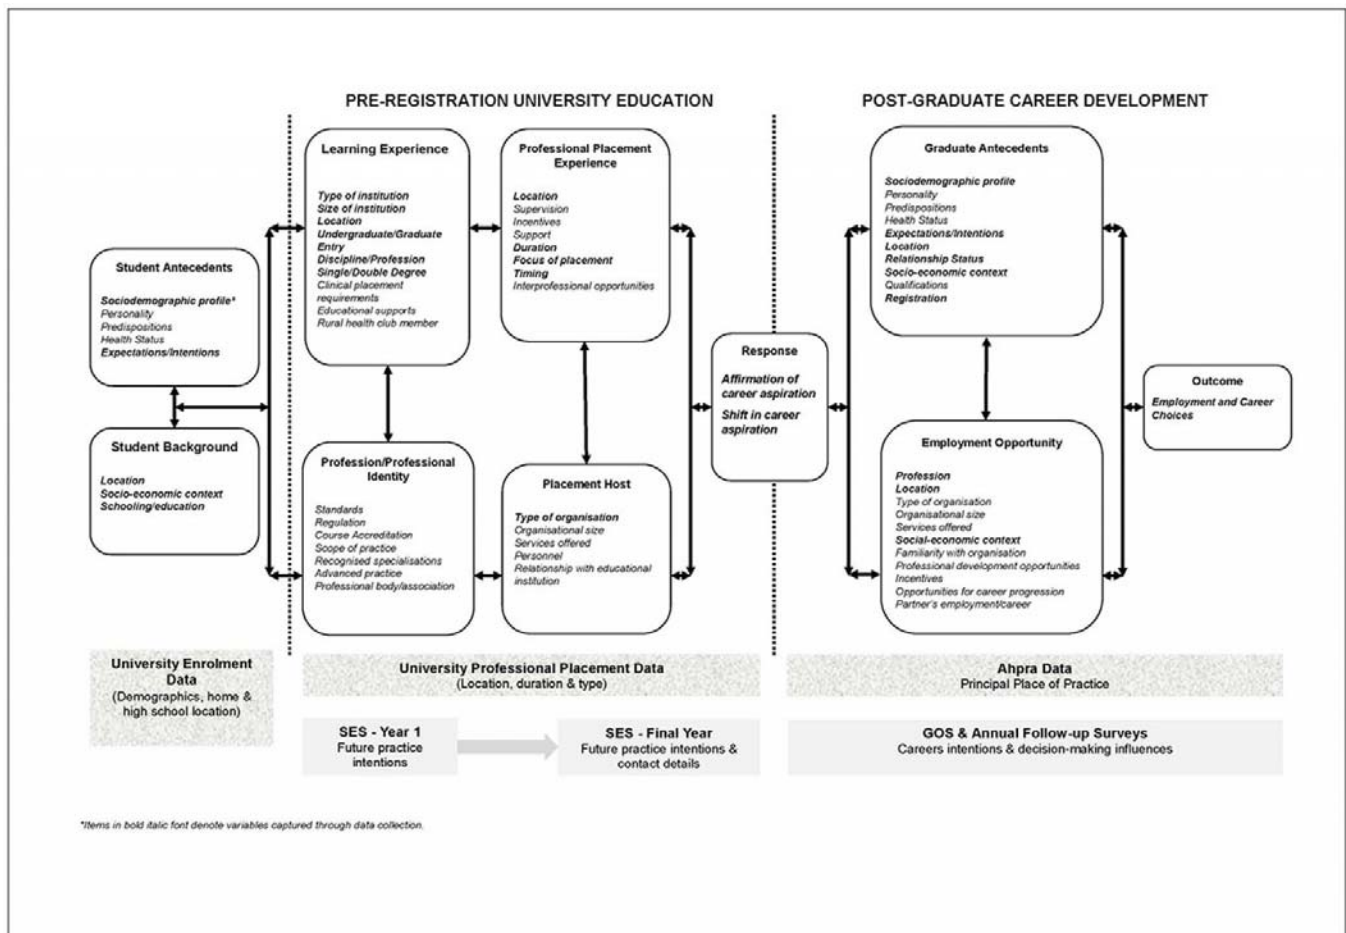 PRE-REGISTRATION UNIVERSITY EDUCATION
POST-GRADUATE CAREER DEVELOPMENT
Student Antecedents
Sociodemographic profile*
Personality
Predispositions
Health Status
Expectations/Intentions
Student Background
Location
Socio-economic context
Schooling/education
Learning Experience
Type of institution
Size of institution
Location
Undergraduate/Graduate
Entry
Discipline/Profession
Single/Double Degree
Clinical placement
requirements
Educational supports
Rural health club member
Professional Placement
Experience
Location
Supervision
Incentives
Support
Duration
Focus of placement
Timing
Interprofessional opportunities
Profession/Professional
Identity
Standards
Regulation
Course Accreditation
Scope of practice
Recognised specialisations
Advanced practice
Professional body/association
Placement Host
Type of organisation
Organisational size
Services offered
Personnel
Relationship with educational
institution
Response
Affirmation of
career aspiration
Shift in career
aspiration
Graduate Antecedents
Sociodemographic profile
Personality
Predispositions
Health Status
Expectations/Intentions
Location
Relationship Status
Socio-economic context
Qualifications
Registration
Employment Opportunity
Profession
Location
Type of organisation
Organisational size
Services offered
Social-economic context
Familiarity with organisation
Professional development opportunities
Incentives
Opportunities for career progression
Partner's employment/career
Outcome
Employment and Career
Choices
University Enrolment
Data
(Demographics, home &
high school location)
University Professional Placement Data
(Location, duration & type)
Ahpra Data
Principal Place of Practice
SES - Year 1
Future practice
intentions
SES - Final Year
Future practice intentions &
contact details
GOS & Annual Follow-up Surveys
Careers intentions & decision-making influences
*Items in bold italic font denote variables captured through data collection.